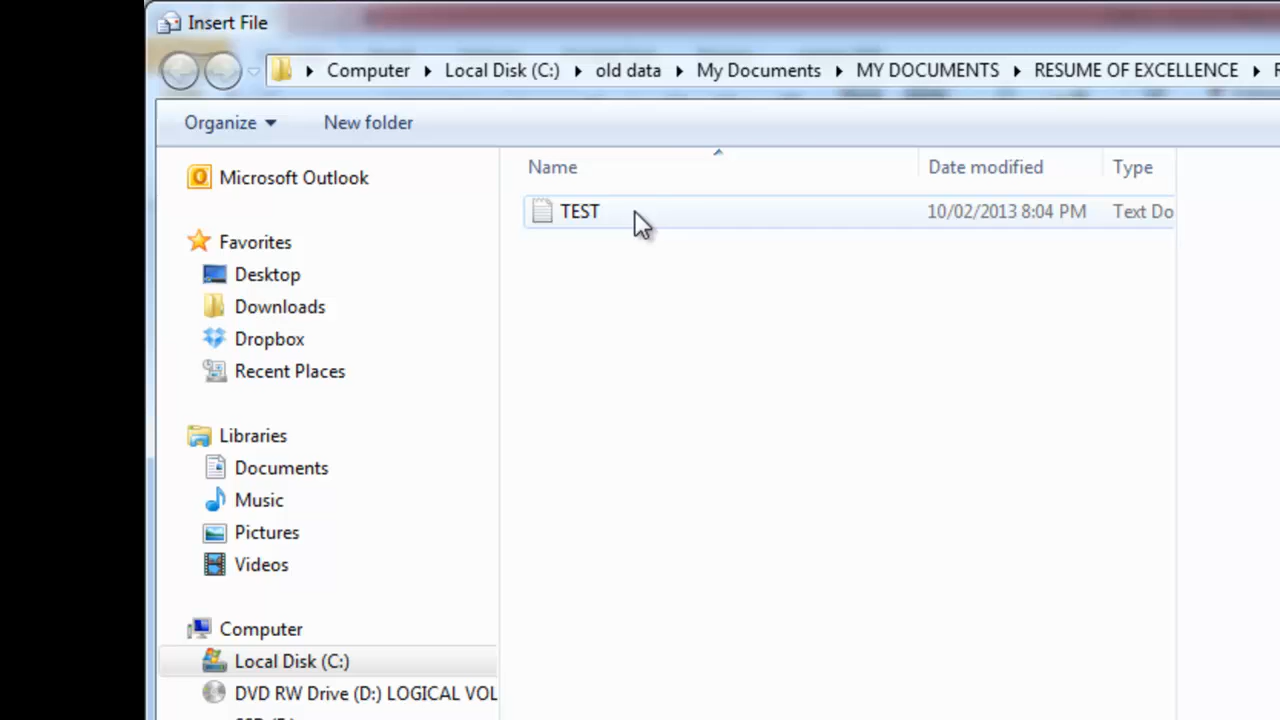 Insert File
Computer Local Disk (C:) old data My Documents MY DOCUMENTS RESUME OF EXCELLENCE
Organize New folder
Name Date modified Type
Microsoft Outlook
TEST 10/02/2013 8:04 PM Text Do
Favorites
Desktop
Downloads
Dropbox
Recent Places
Libraries
Documents
Music
Pictures
Videos
Computer
Local Disk (C:)
DVD RW Drive (D:) LOGICAL VOL